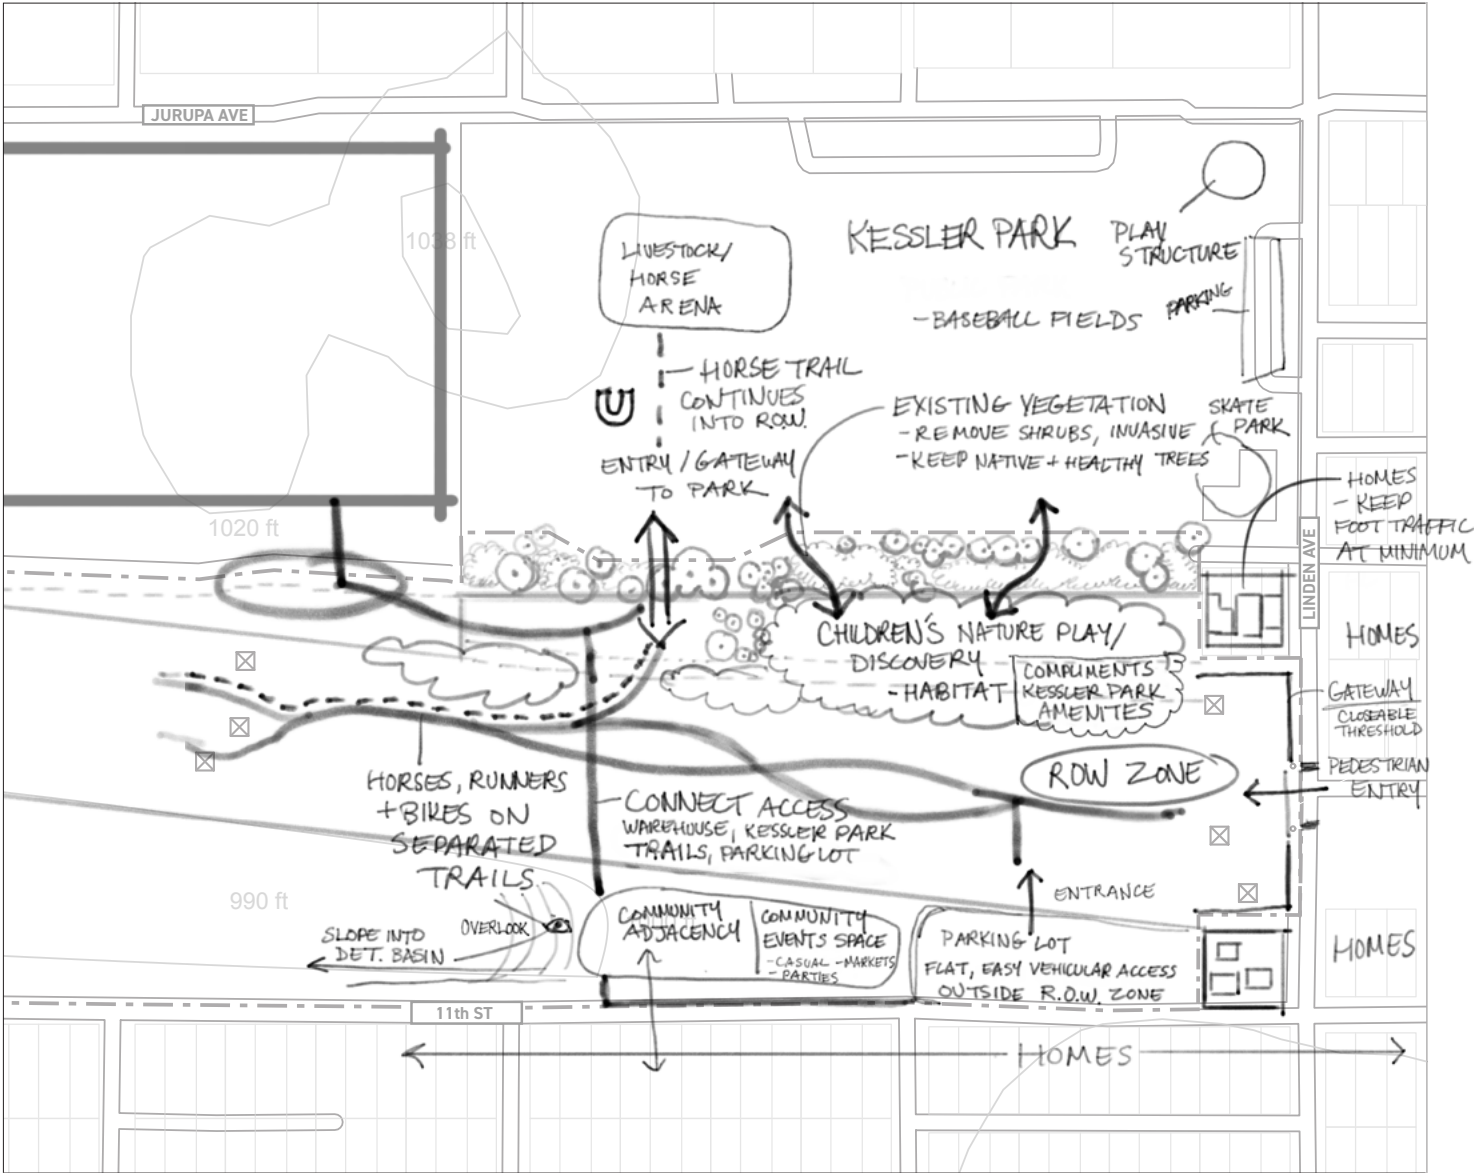 JURUPA AVE
1038 ft
LIVESTOCK/
HORSE
ARENA
KESSLER PARK
- BASEBALL FIELDS
PLAY
STRUCTURE
PARKING
- HORSE TRAIL
CONTINUES
INTO R.O.W.
ENTRY / GATEWAY
TO PARK
EXISTING VEGETATION
- REMOVE SHRUBS, INVASIVE
- KEEP NATIVE + HEALTHY TREES
SKATE
PARK
HOMES
- KEEP
FOOT TRAFFIC
AT MINIMUM
1020 ft
LINDEN AVE
HOMES
CHILDREN'S NATURE PLAY/
DISCOVERY
- HABITAT
COMPLIMENTS
KESSLER PARK
AMENITES
GATEWAY
CLOSEABLE
THRESHOLD
PEDESTRIAN
ENTRY
ROW ZONE
HORSES, RUNNERS
+ BIKES ON
SEPARATED
TRAILS
CONNECT ACCESS
WAREHOUSE, KESSLER PARK
TRAILS, PARKING LOT
ENTRANCE
990 ft
OVERLOOK
SLOPE INTO
DET. BASIN
COMMUNITY
ADJACENCY
COMMUNITY
EVENTS SPACE
- CASUAL - MARKETS
- PARTIES
PARKING LOT
FLAT, EASY VEHICULAR ACCESS
OUTSIDE R.O.W. ZONE
HOMES
11th ST
HOMES